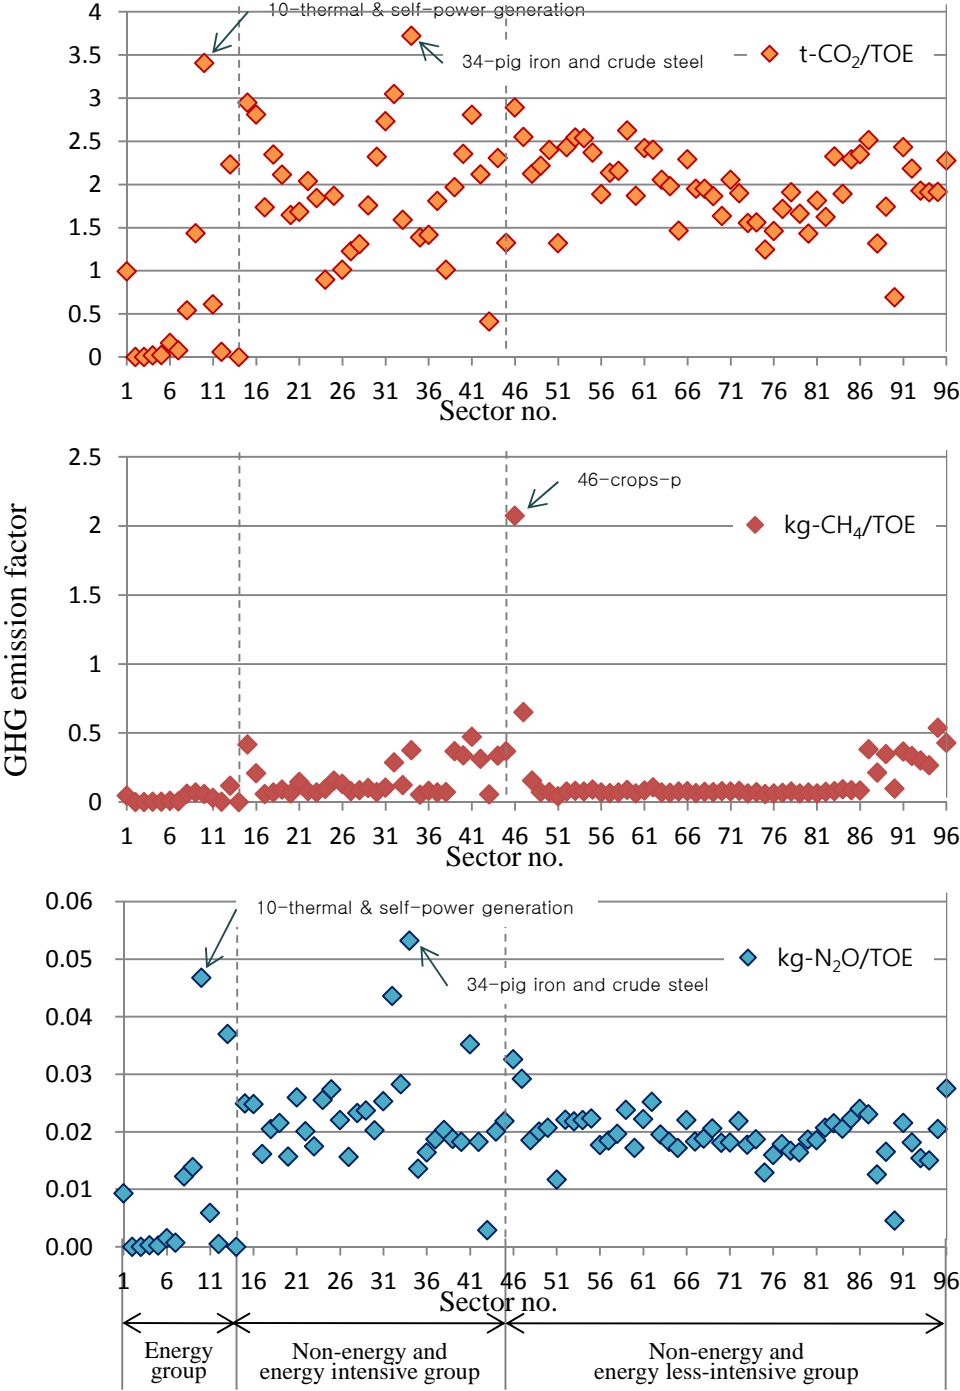 4
10-thermal & self-power generation
3.5
34-pig iron and crude steel
t-CO2/TOE
3
2.5
2
1.5
1
0.5
0
1 6 11 16 21 26 31 36 41 46 51 56 61 66 71 76 81 86 91 96
Sector no.
GHG emission factor
2.5
46-crops-p
2
kg-CH4/TOE
1.5
1
0.5
0
1 6 11 16 21 26 31 36 41 46 51 56 61 66 71 76 81 86 91 96
Sector no.
0.06
10-thermal & self-power generation
0.05
34-pig iron and crude steel
kg-N2O/TOE
0.04
0.03
0.02
0.01
0.00
1 6 11 16 21 26 31 36 41 46 51 56 61 66 71 76 81 86 91 96
Sector no.
Energy
group
Non-energy and
energy intensive group
Non-energy and
energy less-intensive group